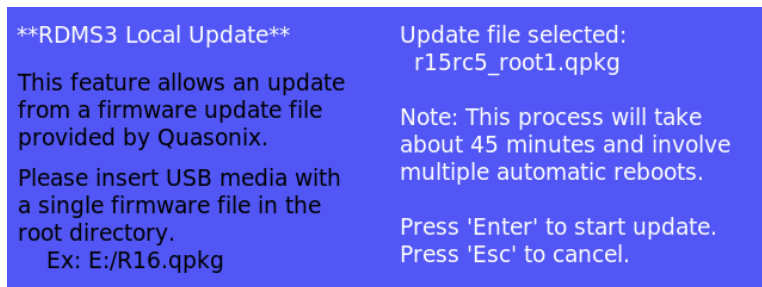 **RDMS3 Local Update**
This feature allows an update
from a firmware update file
provided by Quasonix.
Please insert USB media with
a single firmware file in the
root directory.
Ex: E:/R16.qpkg
Update file selected:
r15rc5_root1.qpkg
Note: This process will take
about 45 minutes and involve
multiple automatic reboots.
Press 'Enter' to start update.
Press 'Esc' to cancel.